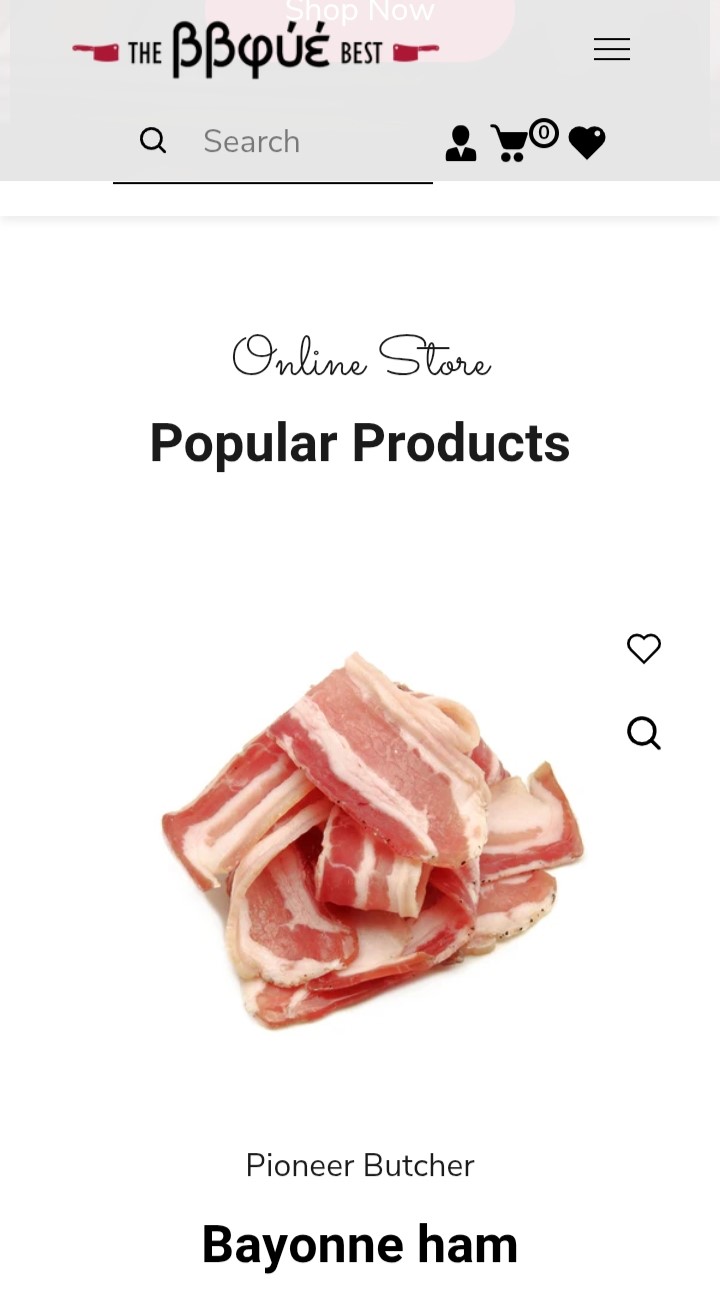 Shop Now
THE ββφύέ BEST
Search
0
Online Store
Popular Products
Pioneer Butcher
Bayonne ham